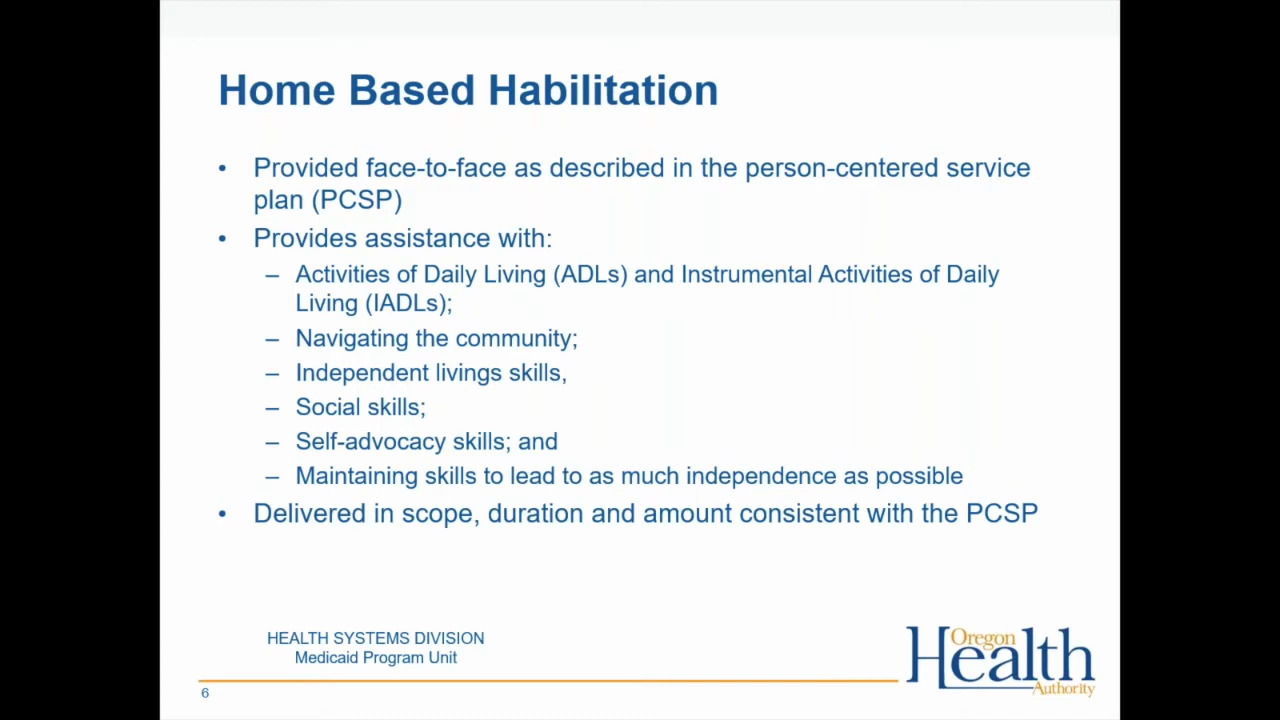 Home Based Habilitation
• Provided face-to-face as described in the person-centered service
plan (PCSP)
• Provides assistance with:
– Activities of Daily Living (ADLs) and Instrumental Activities of Daily
Living (IADLs);
– Navigating the community;
– Independent livings skills,
– Social skills;
– Self-advocacy skills; and
– Maintaining skills to lead to as much independence as possible
• Delivered in scope, duration and amount consistent with the PCSP
HEALTH SYSTEMS DIVISION
Medicaid Program Unit
6
Oregon
Health
Authority